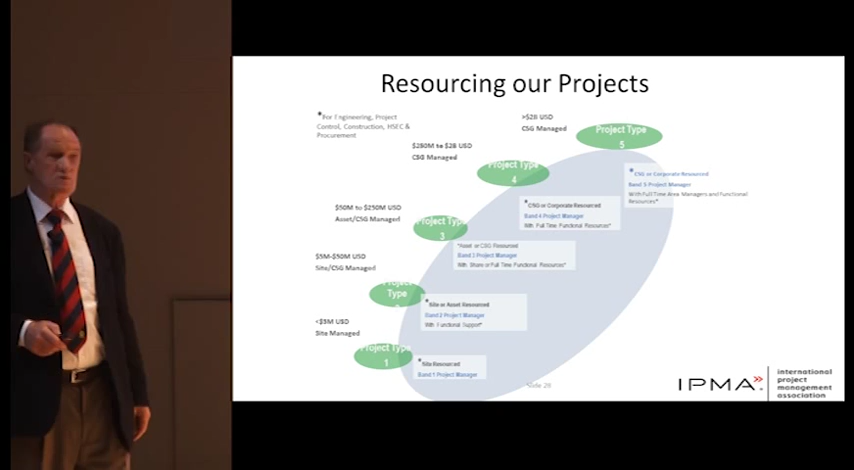 Resourcing our Projects
*For Engineering, Project
Control, Construction, HSEC &
Procurement
>$2B USD
CSG Managed
Project Type
5
$280M to $2B USD
CSG Managed
Project Type
4
* CSG or Corporate Resourced
Band 5 Project Manager
With Full Time Area Managers and Functional
Resources*
$50M to $250M USD
Asset/CSG Managed
Project Type
3
* CSG or Corporate Resourced
Band 4 Project Manager
With Full Time Functional Resources*
$5M-$50M USD
Site/CSG Managed
*Asset or CSG Resourced
Band 3 Project Manager
With Share or Full Time Functional Resources*
Project
Type
* Site or Asset Resourced
Band 2 Project Manager
With Functional Support*
<$5M USD
Site Managed
Project Type
1
* Site Resourced
Band 1 Project Manager
Slide 26
IPMA
international
project
management
association